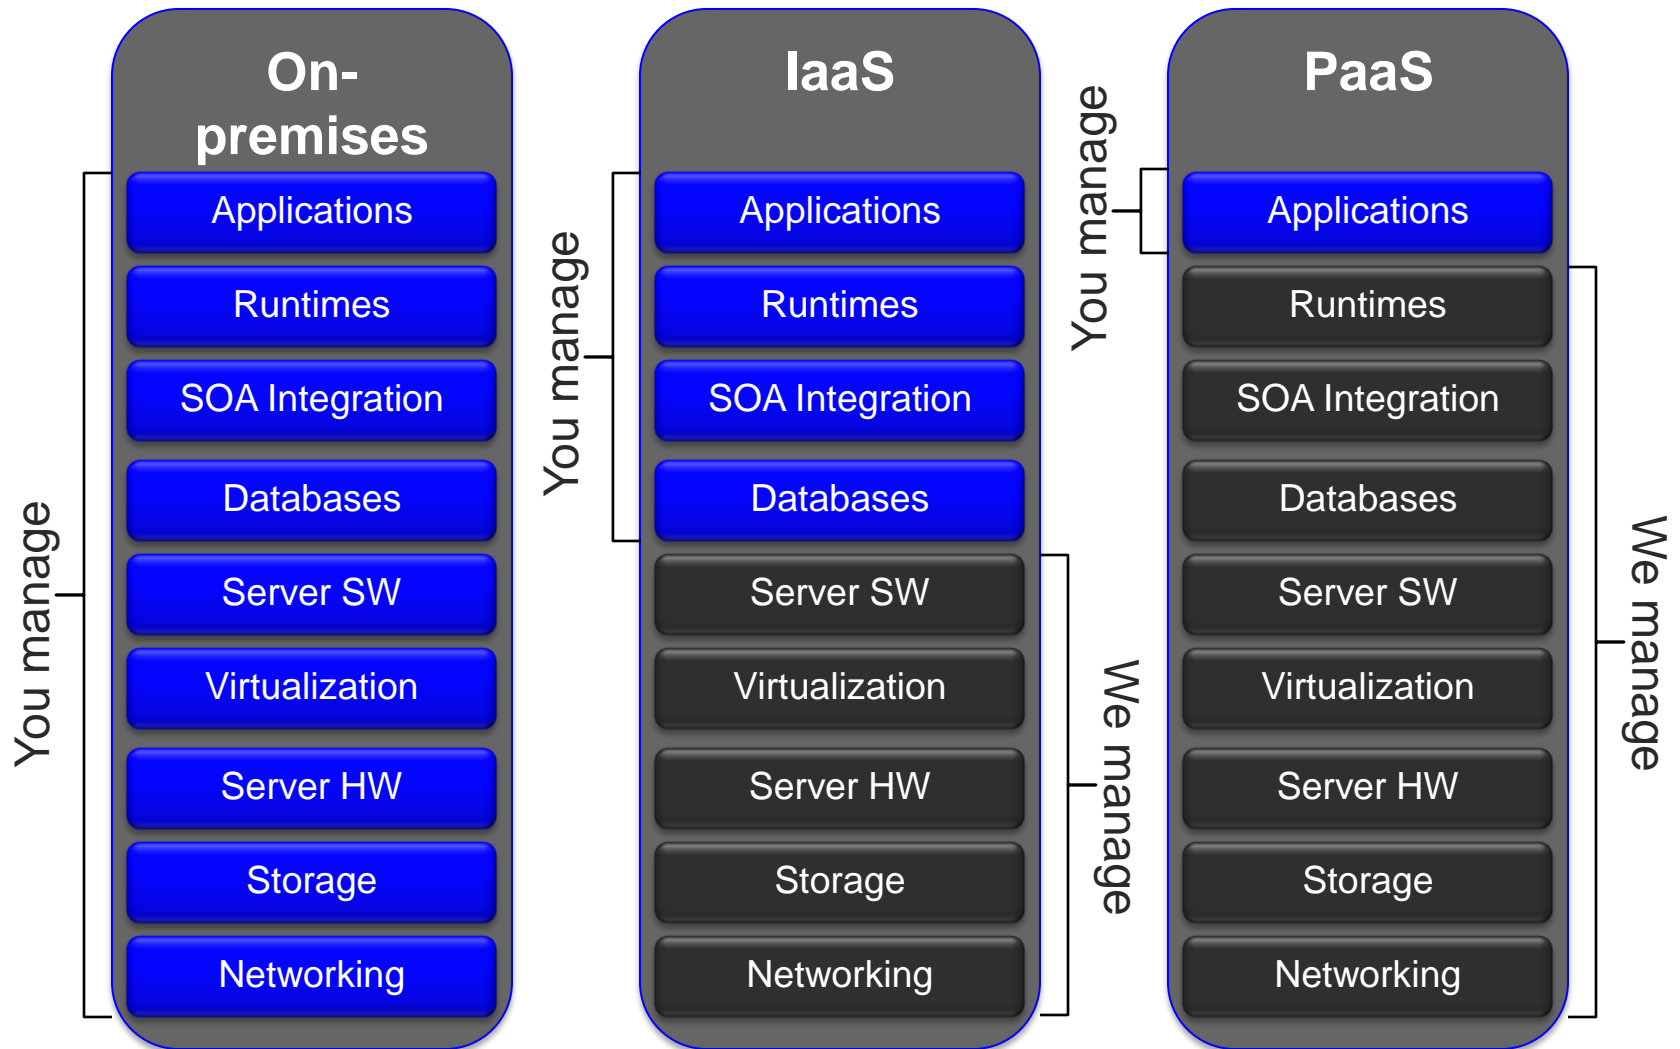 On-
premises
Applications
Runtimes
SOA Integration
Databases
Server SW
Virtualization
Server HW
Storage
Networking
You manage
IaaS
Applications
Runtimes
SOA Integration
Databases
Server SW
Virtualization
Server HW
Storage
Networking
You manage
We manage
PaaS
Applications
Runtimes
SOA Integration
Databases
Server SW
Virtualization
Server HW
Storage
Networking
You manage
We manage